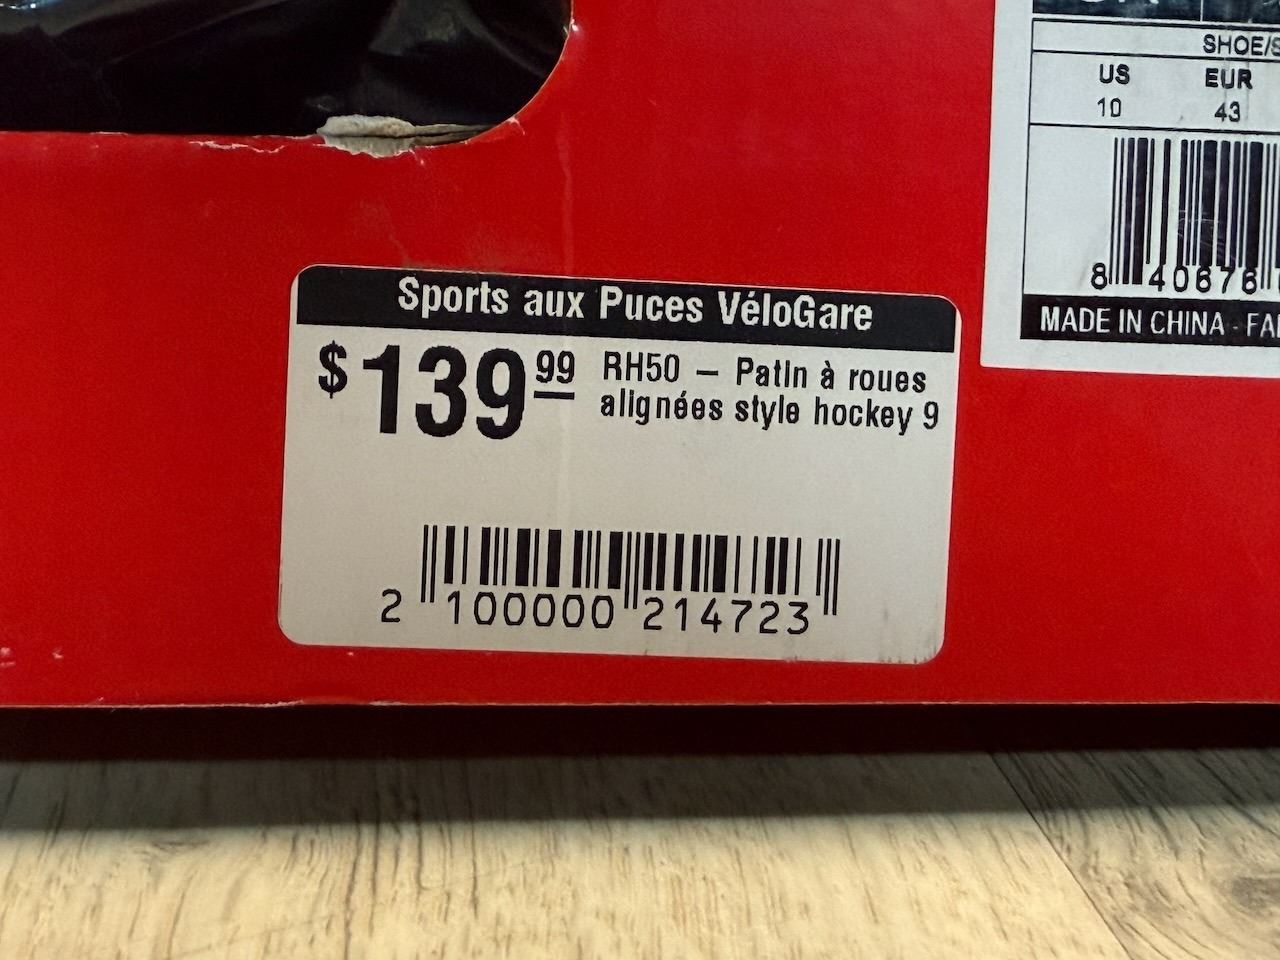 SHOE/S
US EUR
10 43
8 40676
MADE IN CHINA - FA
Sports aux Puces VéloGare
$139.99 RH50 – Patin à roues
alignées style hockey 9
2 100000 214723